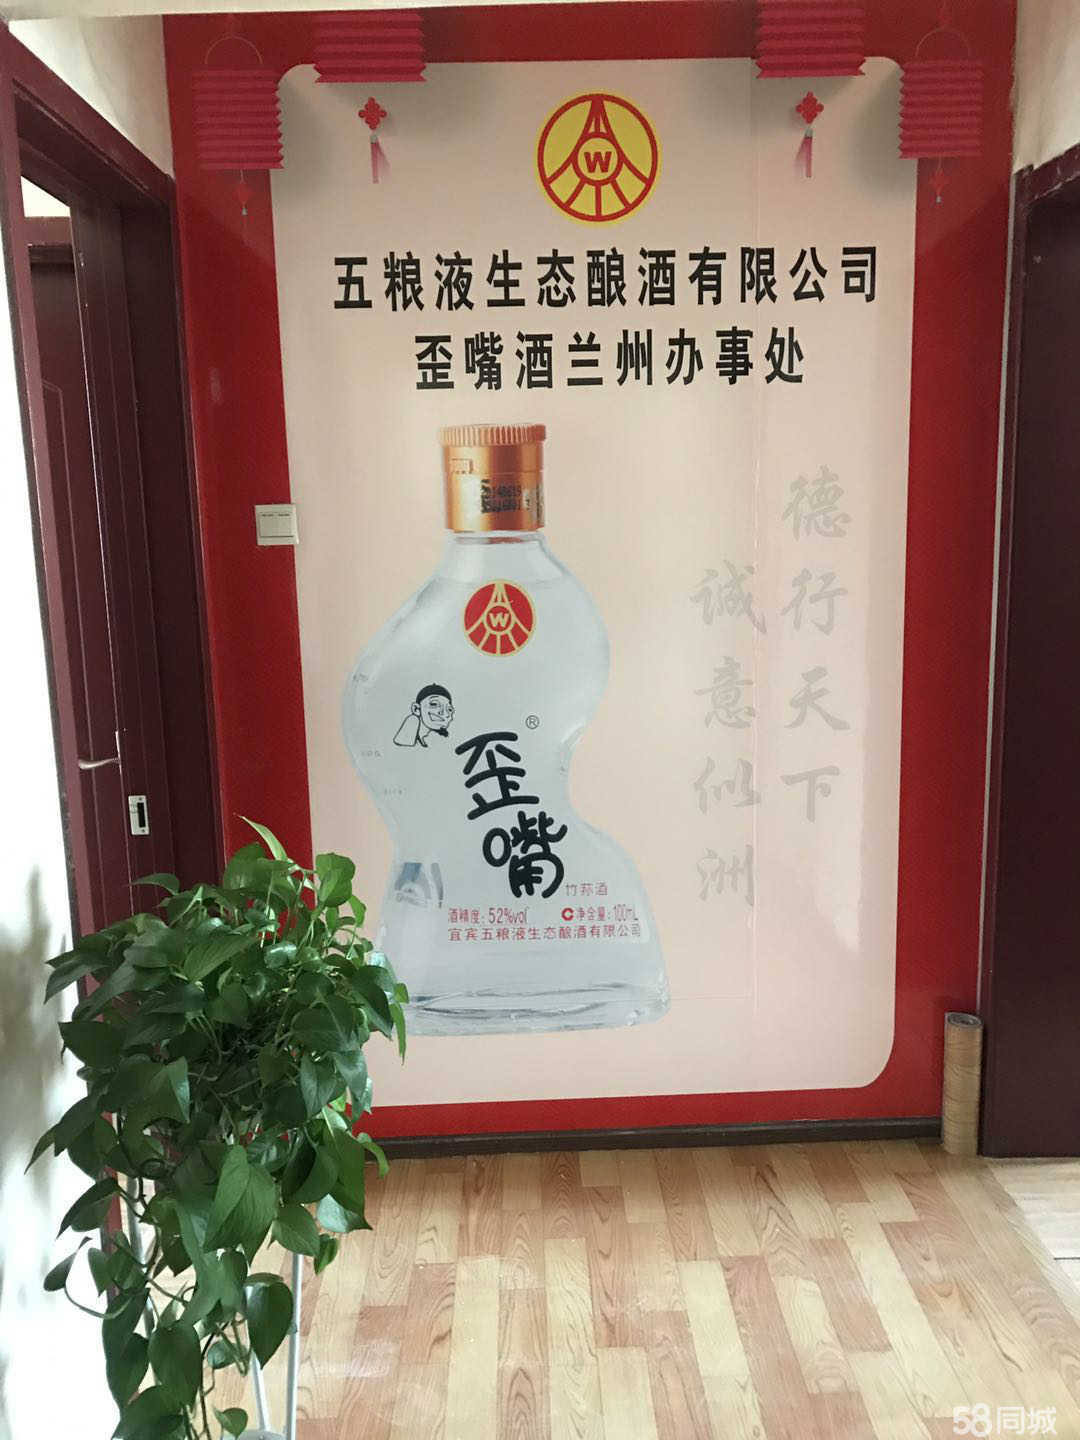 W
五粮液生态酿酒有限公司
歪嘴酒兰州办事处
德行天下
诚意似洲
W
®
歪嘴
竹荪酒
酒精度:52%vol
C净含量:100mL
宜宾五粮液生态酿酒有限公司
58同城